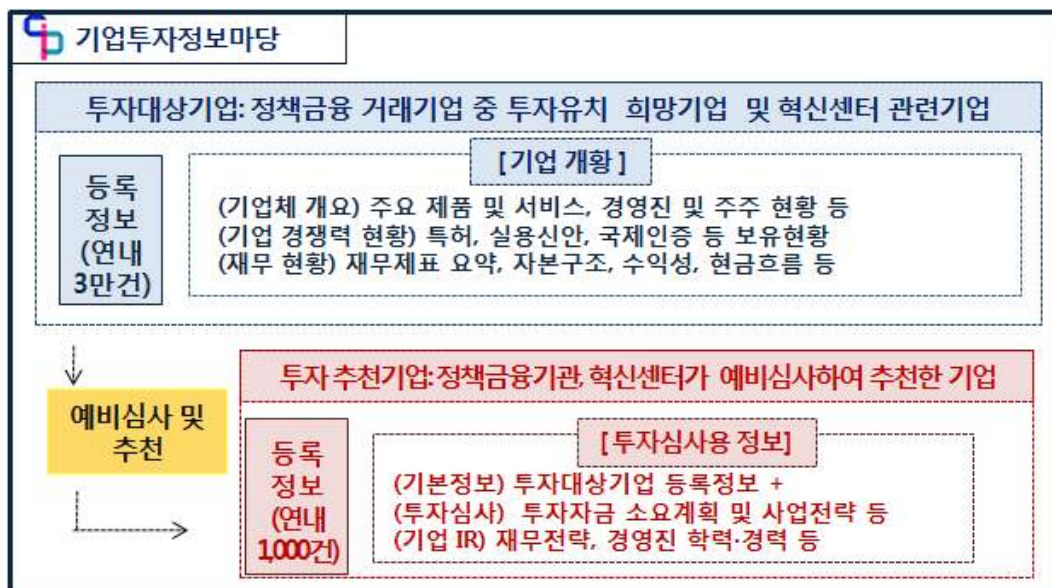 기업투자정보마당
투자대상기업: 정책금융 거래기업 중 투자유치 희망기업 및 혁신센터 관련기업
[기업 개황]
등록
정보
(연내
3만건)
(기업체 개요) 주요 제품 및 서비스, 경영진 및 주주 현황 등
(기업 경쟁력 현황) 특허, 실용신안, 국제인증 등 보유현황
(재무 현황) 재무제표 요약, 자본구조, 수익성, 현금흐름 등
예비심사 및
추천
투자 추천기업: 정책금융기관, 혁신센터가 예비심사하여 추천한 기업
[투자심사용 정보]
등록
정보
(연내
1,000건)
(기본정보) 투자대상기업 등록정보 +
(투자심사) 투자자금 소요계획 및 사업전략 등
(기업 IR) 재무전략, 경영진 학력·경력 등